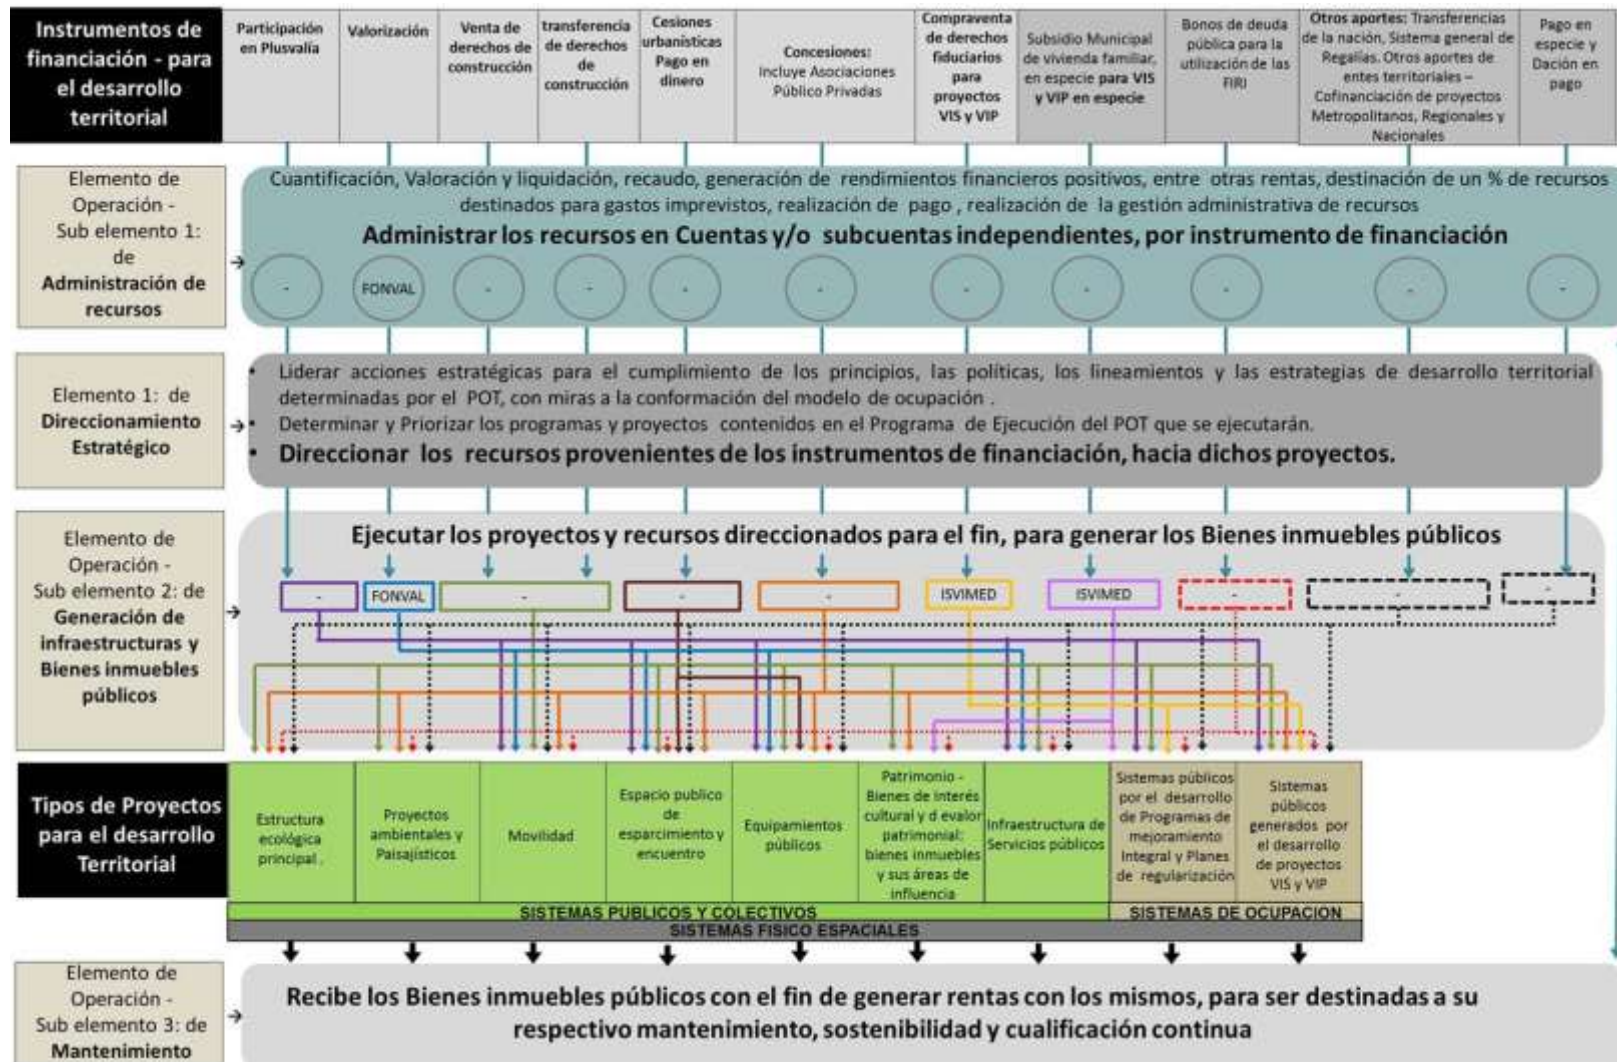 Instrumentos de
financiación - para
el desarrollo
territorial
Participación
en Plusvalía
Valorización
Venta de
derechos de
construcción
transferencia
de derechos
de
construcción
Cesiones
urbanísticas
Pago en
dinero
Concesiones:
Incluye Asociaciones
Público Privadas
Compraventa
de derechos
fiduciarios
para
proyectos
VIS y VIP
Subsidio Municipal
de vivienda familiar,
en especie para VIS
y VIP en especie
Bonos de deuda
pública para la
utilización de las
FIRI
Otros aportes: Transferencias
de la nación, Sistema general de
Regalías. Otros aportes de
entes territoriales –
Cofinanciación de proyectos
Metropolitanos, Regionales y
Nacionales
Pago en
especie y
Dación en
pago
Elemento de
Operación -
Sub elemento 1:
de
Administración de
recursos
Cuantificación, Valoración y liquidación, recaudo, generación de rendimientos financieros positivos, entre otras rentas, destinación de un % de recursos
destinados para gastos imprevistos, realización de pago , realización de la gestión administrativa de recursos
Administrar los recursos en Cuentas y/o subcuentas independientes, por instrumento de financiación
- FONVAL - - - - - - - - -
Elemento 1: de
Direccionamiento
Estratégico
• Liderar acciones estratégicas para el cumplimiento de los principios, las políticas, los lineamientos y las estrategias de desarrollo territorial
determinadas por el POT, con miras a la conformación del modelo de ocupación .
• Determinar y Priorizar los programas y proyectos contenidos en el Programa de Ejecución del POT que se ejecutarán.
• Direccionar los recursos provenientes de los instrumentos de financiación, hacia dichos proyectos.
Elemento de
Operación -
Sub elemento 2: de
Generación de
infraestructuras y
Bienes inmuebles
públicos
Ejecutar los proyectos y recursos direccionados para el fin, para generar los Bienes inmuebles públicos
- FONVAL - - - ISVIMED ISVIMED - - -
Tipos de Proyectos
para el desarrollo
Territorial
Estructura
ecológica
principal .
Proyectos
ambientales y
Paisajísticos
Movilidad
Espacio publico
de
esparcimiento y
encuentro
Equipamientos
públicos
Patrimonio -
Bienes de interés
cultural y d evalor
patrimonial:
bienes inmuebles
y sus áreas de
influencia
Infraestructura de
Servicios públicos
Sistemas públicos
por el desarrollo
de Programas de
mejoramiento
Integral y Planes
de regularización
Sistemas
públicos
generados por
el desarrollo
de proyectos
VIS y VIP
SISTEMAS PUBLICOS Y COLECTIVOS
SISTEMAS DE OCUPACION
SISTEMAS FISICO ESPACIALES
Elemento de
Operación -
Sub elemento 3: de
Mantenimiento
Recibe los Bienes inmuebles públicos con el fin de generar rentas con los mismos, para ser destinadas a su
respectivo mantenimiento, sostenibilidad y cualificación continua